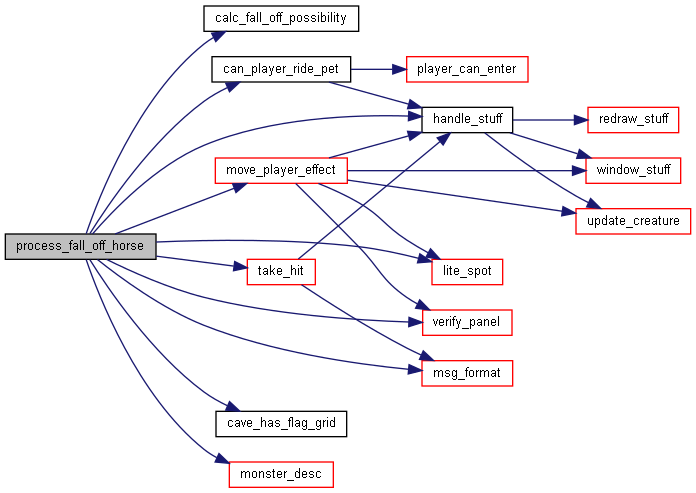 calc_fall_off_possibility
can_player_ride_pet
player_can_enter
handle_stuff
redraw_stuff
move_player_effect
window_stuff
update_creature
process_fall_off_horse
take_hit
lite_spot
verify_panel
msg_format
cave_has_flag_grid
monster_desc